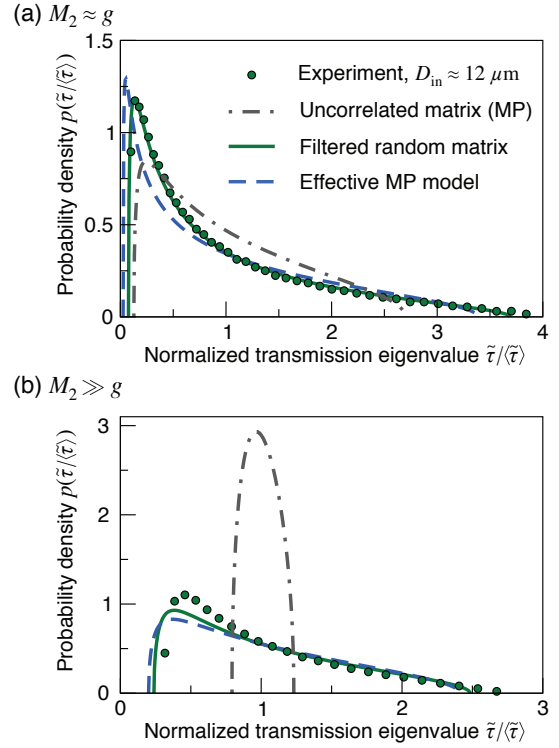 (a) M₂ ≈ g
1.5
1
0.5
0
Probability density p(τ̃/⟨τ̃⟩)
Experiment, D_in ≈ 12 μm
Uncorrelated matrix (MP)
Filtered random matrix
Effective MP model
0 1 2 3 4
Normalized transmission eigenvalue τ̃/⟨τ̃⟩
(b) M₂ ≫ g
3
2
1
0
Probability density p(τ̃/⟨τ̃⟩)
0 1 2 3
Normalized transmission eigenvalue τ̃/⟨τ̃⟩